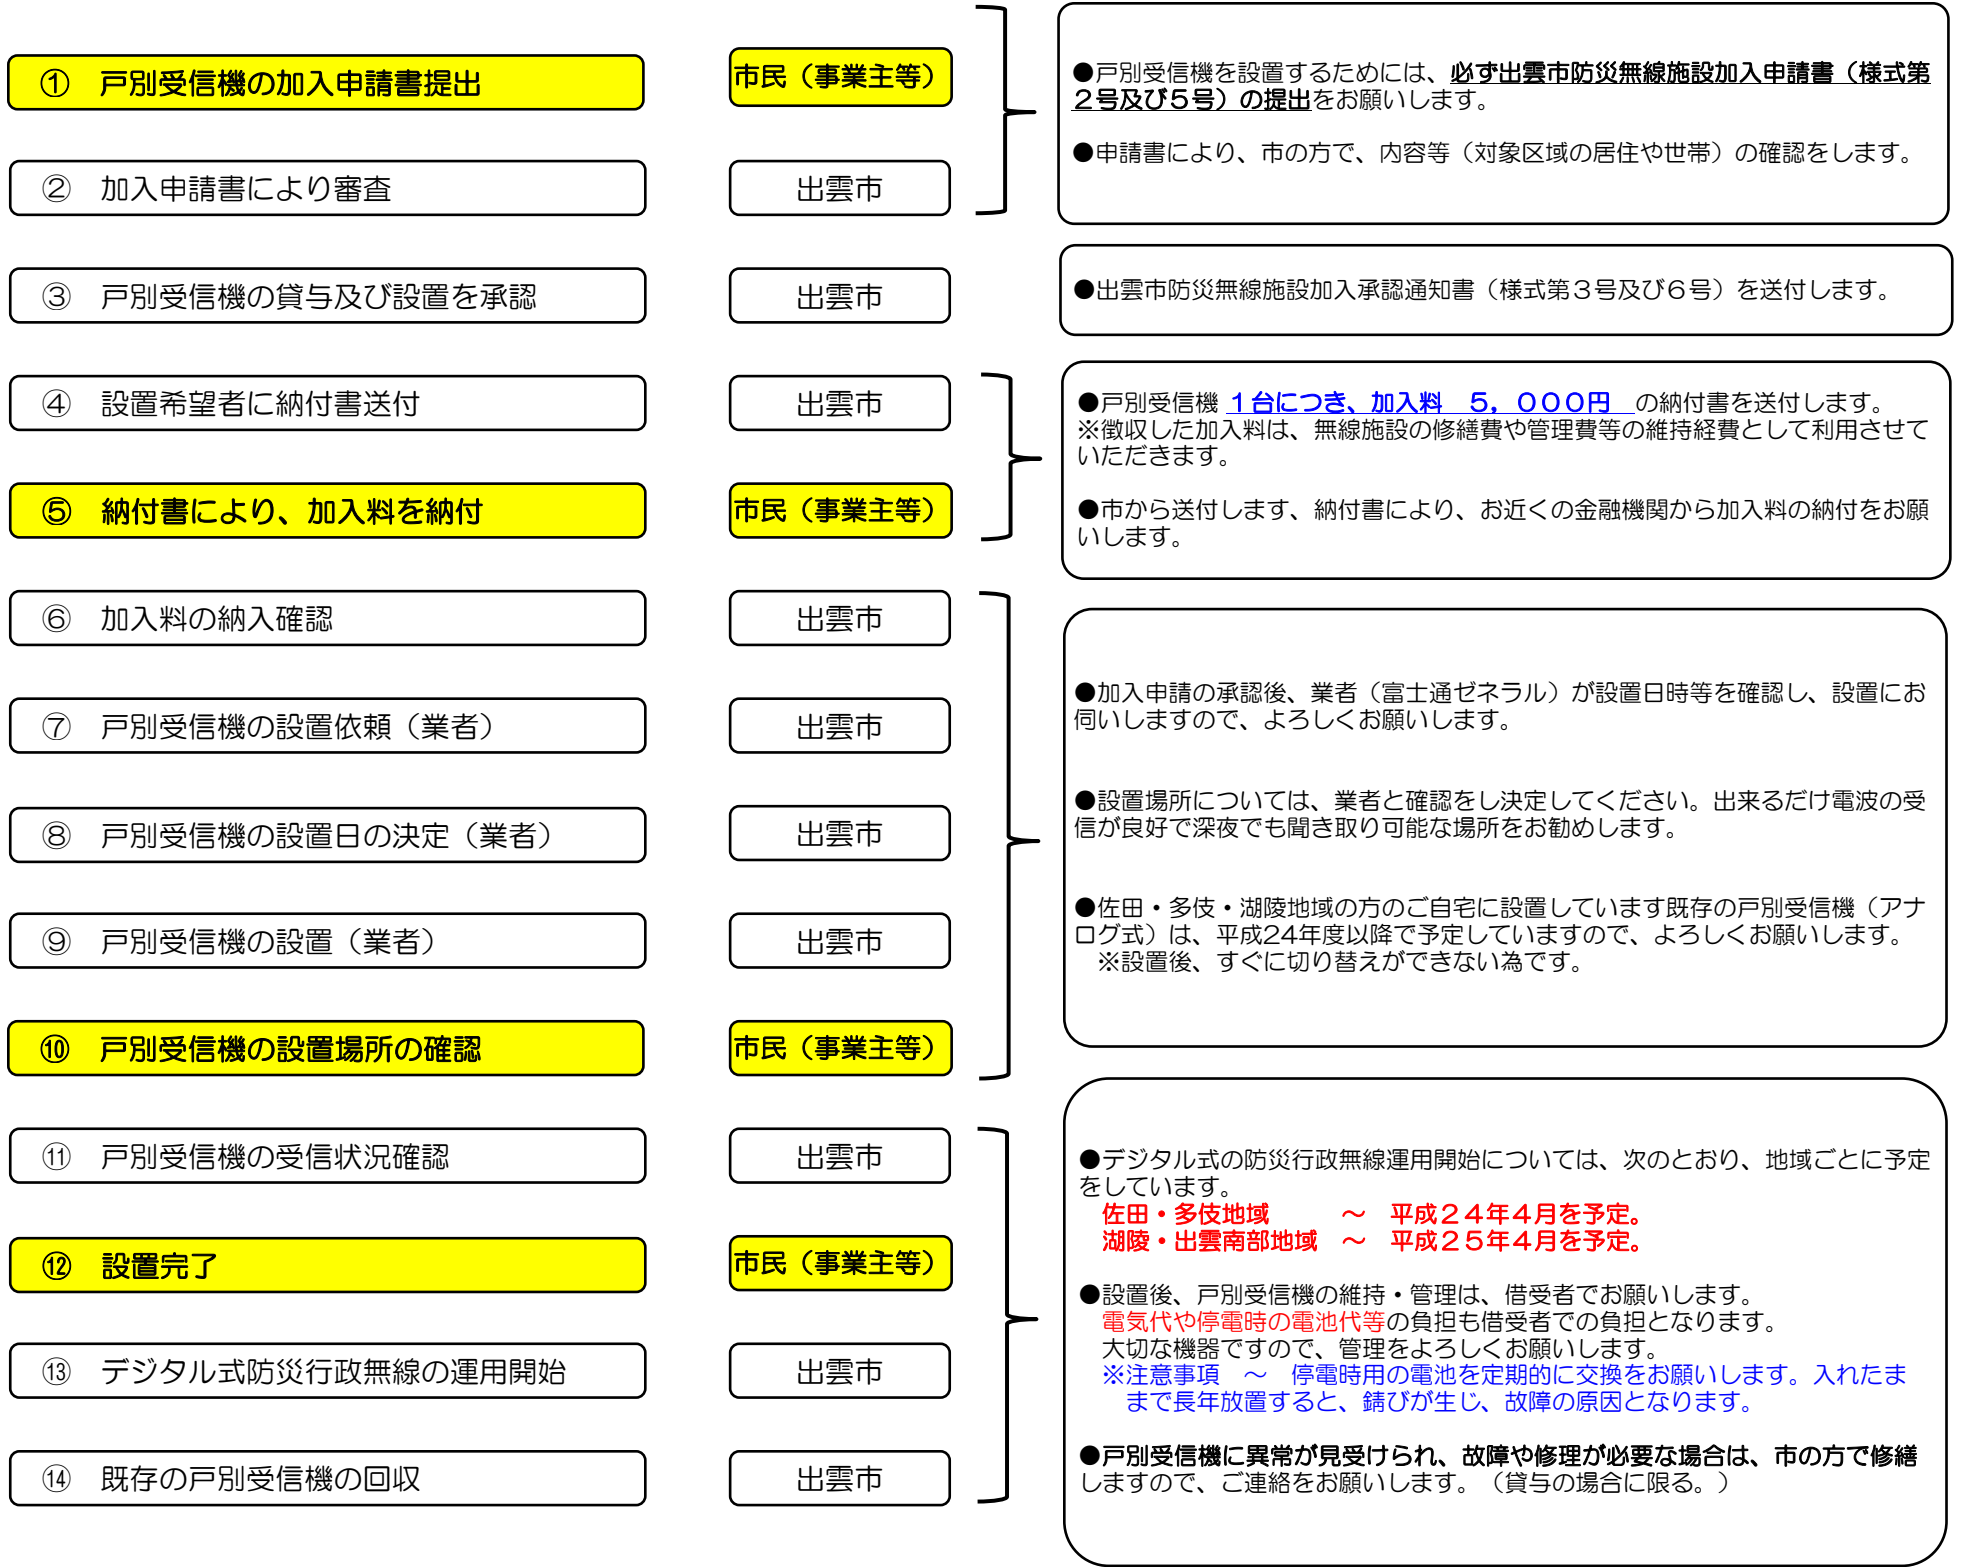 ① 戸別受信機の加入申請書提出
市民（事業主等）
② 加入申請書により審査
出雲市
●戸別受信機を設置するためには、必ず出雲市防災無線施設加入申請書（様式第
２号及び５号）の提出をお願いします。
●申請書により、市の方で、内容等（対象区域の居住や世帯）の確認をします。
③ 戸別受信機の貸与及び設置を承認
出雲市
●出雲市防災無線施設加入承認通知書（様式第３号及び６号）を送付します。
④ 設置希望者に納付書送付
出雲市
⑤ 納付書により、加入料を納付
市民（事業主等）
●戸別受信機 １台につき、加入料　５，０００円　の納付書を送付します。
※徴収した加入料は、無線施設の修繕費や管理費等の維持経費として利用させて
いただきます。
●市から送付します、納付書により、お近くの金融機関から加入料の納付をお願
いします。
⑥ 加入料の納入確認
出雲市
⑦ 戸別受信機の設置依頼（業者）
出雲市
⑧ 戸別受信機の設置日の決定（業者）
出雲市
⑨ 戸別受信機の設置（業者）
出雲市
⑩ 戸別受信機の設置場所の確認
市民（事業主等）
●加入申請の承認後、業者（富士通ゼネラル）が設置日時等を確認し、設置にお
伺いしますので、よろしくお願いします。
●設置場所については、業者と確認をし決定してください。出来るだけ電波の受
信が良好で深夜でも聞き取り可能な場所をお勧めします。
●佐田・多伎・湖陵地域の方のご自宅に設置しています既存の戸別受信機（アナ
ログ式）は、平成24年度以降で予定していますので、よろしくお願いします。
※設置後、すぐに切り替えができない為です。
⑪ 戸別受信機の受信状況確認
出雲市
⑫ 設置完了
市民（事業主等）
⑬ デジタル式防災行政無線の運用開始
出雲市
⑭ 既存の戸別受信機の回収
出雲市
●デジタル式の防災行政無線運用開始については、次のとおり、地域ごとに予定
をしています。
佐田・多伎地域　　　～　平成２４年４月を予定。
湖陵・出雲南部地域　～　平成２５年４月を予定。
●設置後、戸別受信機の維持・管理は、借受者でお願いします。
電気代や停電時の電池代等の負担も借受者での負担となります。
大切な機器ですので、管理をよろしくお願いします。
※注意事項　～　停電時用の電池を定期的に交換をお願いします。入れたま
まで長年放置すると、錆びが生じ、故障の原因となります。
●戸別受信機に異常が見受けられ、故障や修理が必要な場合は、市の方で修繕
しますので、ご連絡をお願いします。（貸与の場合に限る。）